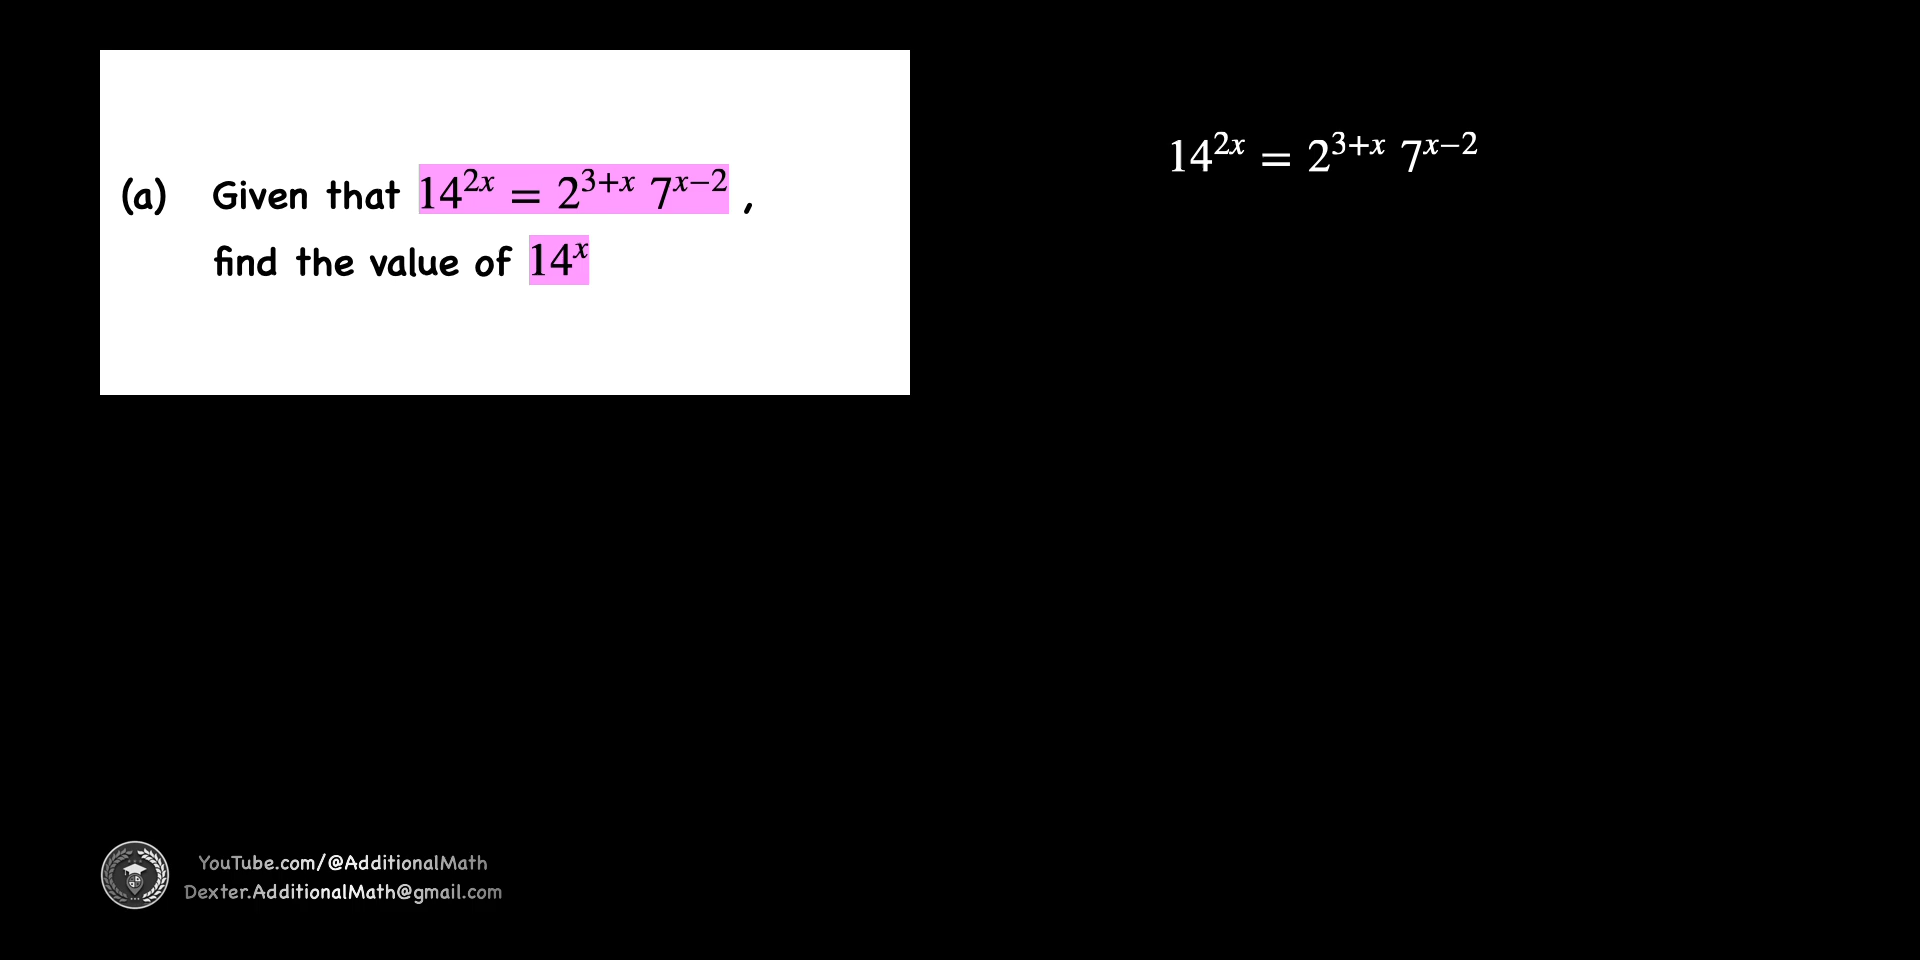 (a) Given that 14^{2x} = 2^{3+x} 7^{x−2} ,
find the value of 14^{x}
14^{2x} = 2^{3+x} 7^{x−2}
YouTube.com/@AdditionalMath
Dexter.AdditionalMath@gmail.com